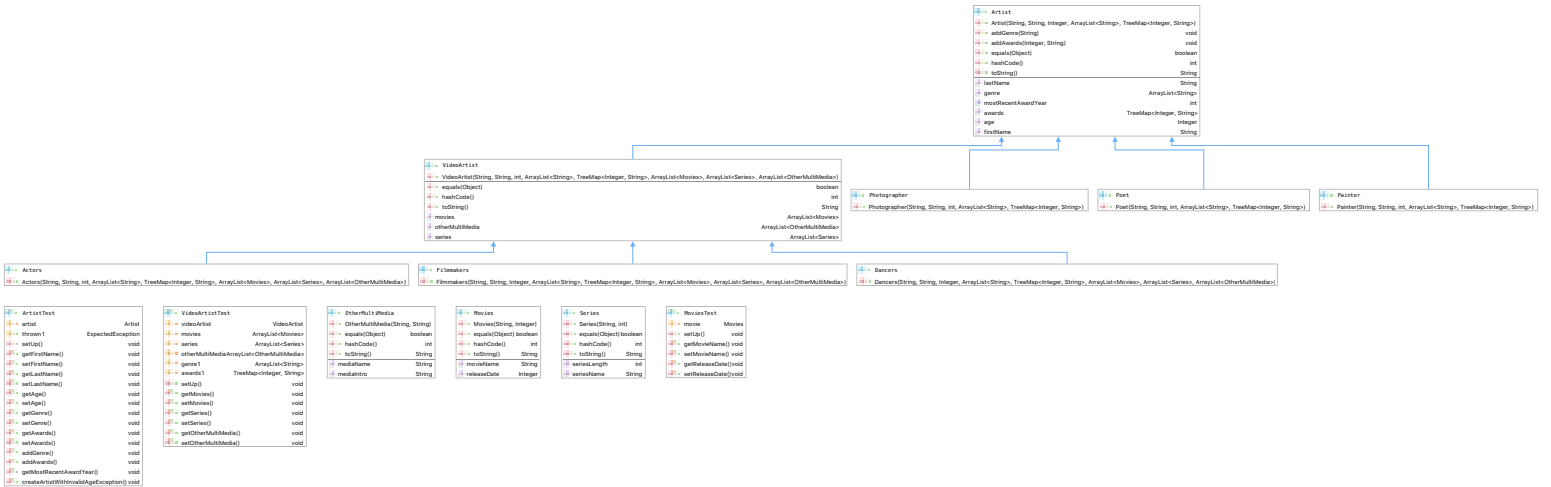 Artist
Artist(String, String, Integer, ArrayList<String>, TreeMap<Integer, String>)
addGenre(String) void
addAwards(Integer, String) void
equals(Object) boolean
hashCode() int
toString() String
lastName String
genre ArrayList<String>
mostRecentAwardYear int
awards TreeMap<Integer, String>
age Integer
firstName String
VideoArtist
VideoArtist(String, String, int, ArrayList<String>, TreeMap<Integer, String>, ArrayList<Movies>, ArrayList<Series>, ArrayList<OtherMultiMedia>)
equals(Object) boolean
hashCode() int
toString() String
movies ArrayList<Movies>
otherMultiMedia ArrayList<OtherMultiMedia>
series ArrayList<Series>
Photographer
Photographer(String, String, int, ArrayList<String>, TreeMap<Integer, String>)
Poet
Poet(String, String, int, ArrayList<String>, TreeMap<Integer, String>)
Painter
Painter(String, String, int, ArrayList<String>, TreeMap<Integer, String>)
Actors
Actors(String, String, int, ArrayList<String>, TreeMap<Integer, String>, ArrayList<Movies>, ArrayList<Series>, ArrayList<OtherMultiMedia>)
Filmmakers
Filmmakers(String, String, Integer, ArrayList<String>, TreeMap<Integer, String>, ArrayList<Movies>, ArrayList<Series>, ArrayList<OtherMultiMedia>)
Dancers
Dancers(String, String, Integer, ArrayList<String>, TreeMap<Integer, String>, ArrayList<Movies>, ArrayList<Series>, ArrayList<OtherMultiMedia>)
ArtistTest
artist Artist
thrown1 ExpectedException
setUp() void
getFirstName() void
setFirstName() void
getLastName() void
setLastName() void
getAge() void
setAge() void
getGenre() void
setGenre() void
getAwards() void
setAwards() void
addGenre() void
addAwards() void
getMostRecentAwardYear() void
createArtistWithInvalidAgeException() void
VideoArtistTest
videoArtist VideoArtist
movies ArrayList<Movies>
series ArrayList<Series>
otherMultiMedia ArrayList<OtherMultiMedia>
genre1 ArrayList<String>
awards1 TreeMap<Integer, String>
setUp() void
getMovies() void
setMovies() void
getSeries() void
setSeries() void
getOtherMultiMedia() void
setOtherMultiMedia() void
OtherMultiMedia
OtherMultiMedia(String, String)
equals(Object) boolean
hashCode() int
toString() String
mediaName String
mediaIntro String
Movies
Movies(String, Integer)
equals(Object) boolean
hashCode() int
toString() String
movieName String
releaseDate Integer
Series
Series(String, int)
equals(Object) boolean
hashCode() int
toString() String
seriesLength int
seriesName String
MoviesTest
movie Movies
setUp() void
getMovieName() void
setMovieName() void
getReleaseDate() void
setReleaseDate() void